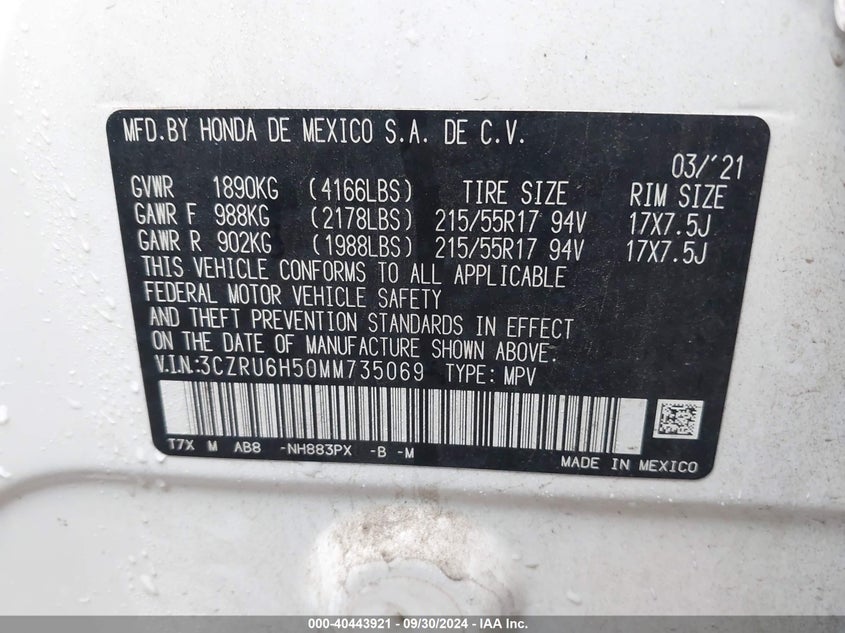 MFD.BY HONDA DE MEXICO S.A. DE C.V.
03/'21
GVWR 1890KG (4166LBS) TIRE SIZE RIM SIZE
GAWR F 988KG (2178LBS) 215/55R17 94V 17X7.5J
GAWR R 902KG (1988LBS) 215/55R17 94V 17X7.5J
THIS VEHICLE CONFORMS TO ALL APPLICABLE
FEDERAL MOTOR VEHICLE SAFETY
AND THEFT PREVENTION STANDARDS IN EFFECT
ON THE DATE OF MANUFACTURE SHOWN ABOVE.
V.I.N:3CZRU6H50MM735069 TYPE: MPV
T7X M AB8 -NH883PX -B -M
MADE IN MEXICO
000-40443921 - 09/30/2024 - IAA Inc.